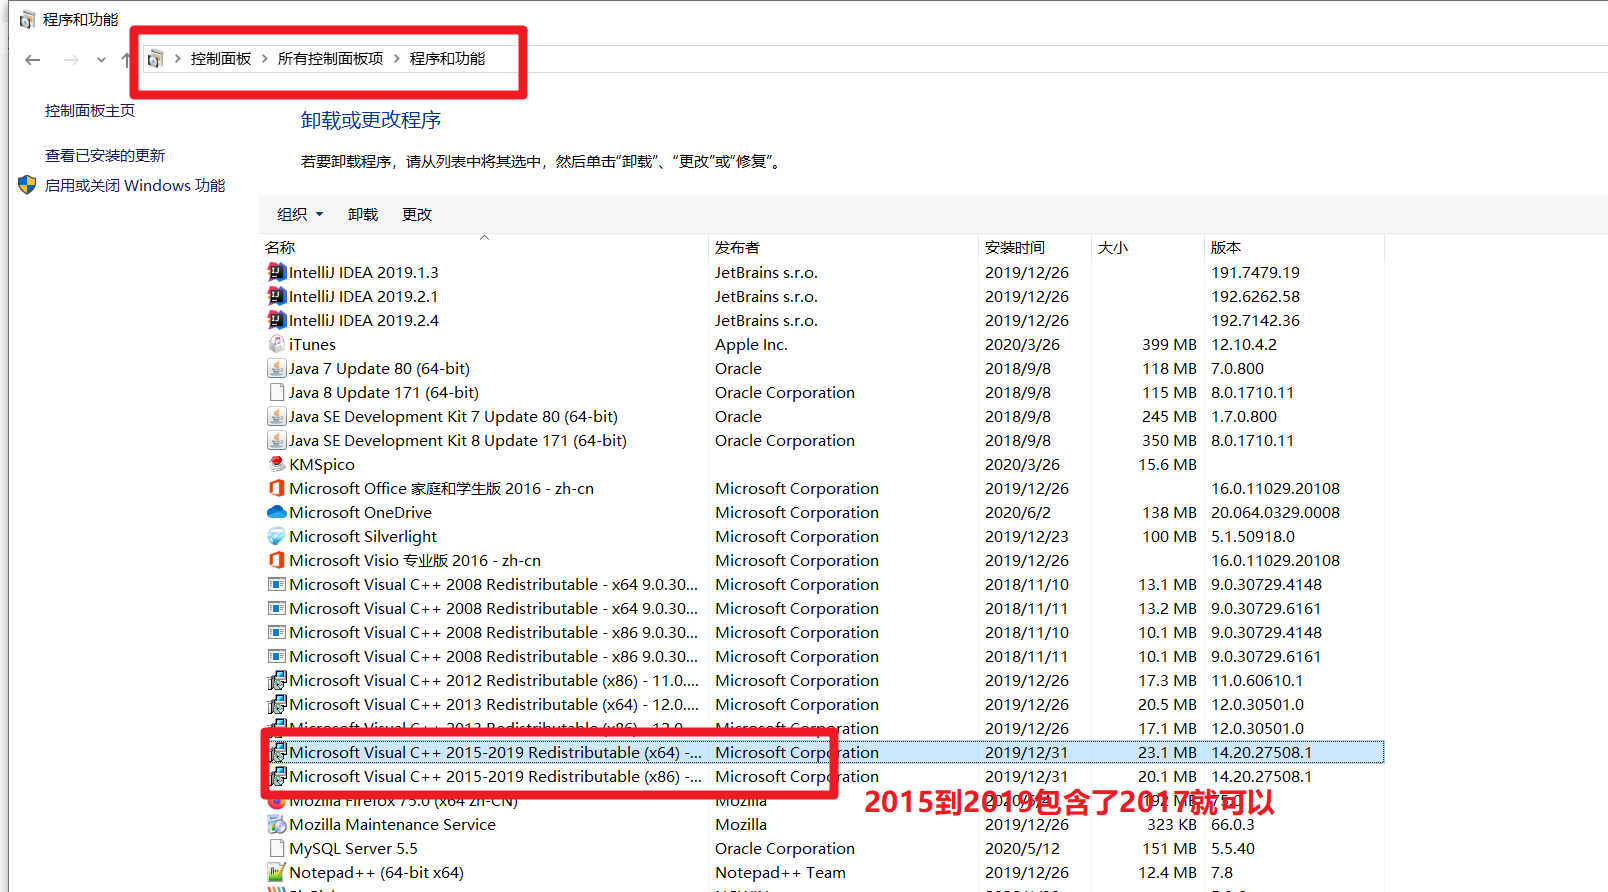 程序和功能
控制面板 > 所有控制面板项 > 程序和功能
控制面板主页
查看已安装的更新
启用或关闭 Windows 功能
卸载或更改程序
若要卸载程序，请从列表中将其选中，然后单击“卸载”、“更改”或“修复”。
组织 卸载 更改
名称 发布者 安装时间 大小 版本
IntelliJ IDEA 2019.1.3 JetBrains s.r.o. 2019/12/26 191.7479.19
IntelliJ IDEA 2019.2.1 JetBrains s.r.o. 2019/12/26 192.6262.58
IntelliJ IDEA 2019.2.4 JetBrains s.r.o. 2019/12/26 192.7142.36
iTunes Apple Inc. 2020/3/26 399 MB 12.10.4.2
Java 7 Update 80 (64-bit) Oracle 2018/9/8 118 MB 7.0.800
Java 8 Update 171 (64-bit) Oracle Corporation 2018/9/8 115 MB 8.0.1710.11
Java SE Development Kit 7 Update 80 (64-bit) Oracle 2018/9/8 245 MB 1.7.0.800
Java SE Development Kit 8 Update 171 (64-bit) Oracle Corporation 2018/9/8 350 MB 8.0.1710.11
KMSpico 2020/3/26 15.6 MB
Microsoft Office 家庭和学生版 2016 - zh-cn Microsoft Corporation 2019/12/26 16.0.11029.20108
Microsoft OneDrive Microsoft Corporation 2020/6/2 138 MB 20.064.0329.0008
Microsoft Silverlight Microsoft Corporation 2019/12/23 100 MB 5.1.50918.0
Microsoft Visio 专业版 2016 - zh-cn Microsoft Corporation 2019/12/26 16.0.11029.20108
Microsoft Visual C++ 2008 Redistributable - x64 9.0.30... Microsoft Corporation 2018/11/10 13.1 MB 9.0.30729.4148
Microsoft Visual C++ 2008 Redistributable - x64 9.0.30... Microsoft Corporation 2018/11/11 13.2 MB 9.0.30729.6161
Microsoft Visual C++ 2008 Redistributable - x86 9.0.30... Microsoft Corporation 2018/11/10 10.1 MB 9.0.30729.4148
Microsoft Visual C++ 2008 Redistributable - x86 9.0.30... Microsoft Corporation 2018/11/11 10.1 MB 9.0.30729.6161
Microsoft Visual C++ 2012 Redistributable (x86) - 11.0.... Microsoft Corporation 2019/12/26 17.3 MB 11.0.60610.1
Microsoft Visual C++ 2013 Redistributable (x64) - 12.0.... Microsoft Corporation 2019/12/26 20.5 MB 12.0.30501.0
Microsoft Visual C++ 2013 Redistributable (x86) - 12.0.... Microsoft Corporation 2019/12/26 17.1 MB 12.0.30501.0
Microsoft Visual C++ 2015-2019 Redistributable (x64) -... Microsoft Corporation 2019/12/31 23.1 MB 14.20.27508.1
Microsoft Visual C++ 2015-2019 Redistributable (x86) -... Microsoft Corporation 2019/12/31 20.1 MB 14.20.27508.1
Mozilla Firefox 75.0 (x64 zh-CN) Mozilla 192 MB
2015到2019包含了2017就可以
Mozilla Maintenance Service Mozilla 2019/12/26 323 KB 66.0.3
MySQL Server 5.5 Oracle Corporation 2020/5/12 151 MB 5.5.40
Notepad++ (64-bit x64) Notepad++ Team 2019/12/26 12.4 MB 7.8